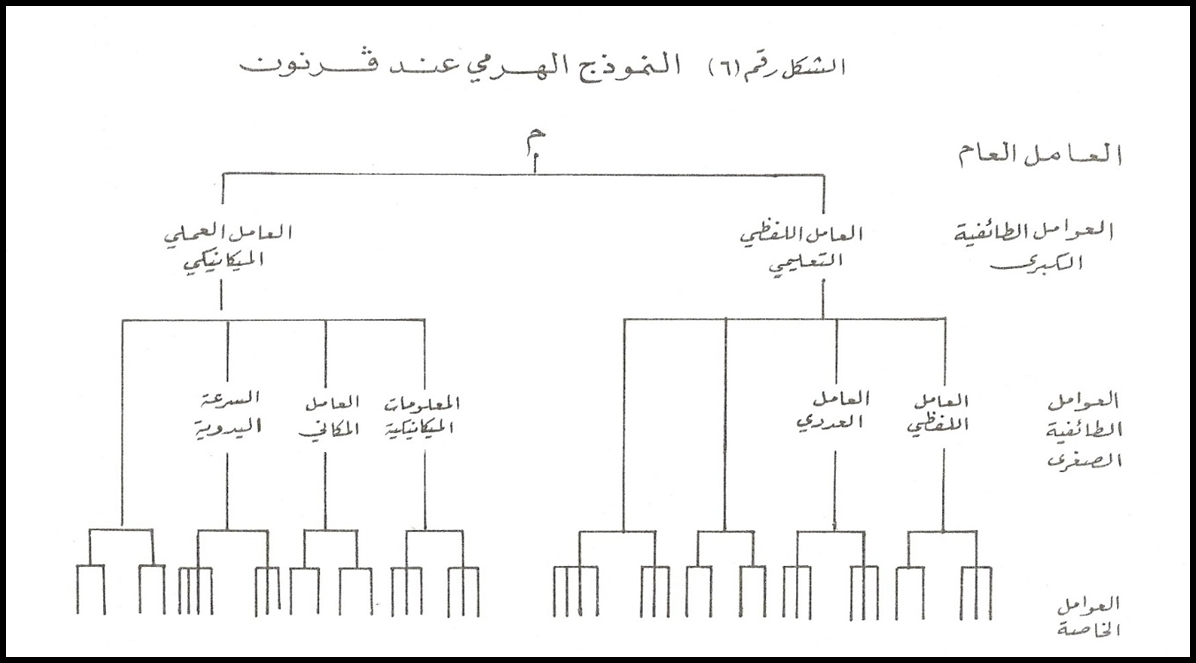 الشكل رقم (٦) النموذج الهرمي عند ڤرنون
م
العامل العام
العوامل الطائفية
الكبرى
العامل اللفظي
التعليمي
العامل العملي
الميكانيكي
العوامل
الطائفية
الصغرى
العامل
اللفظي
العامل
العددي
المعلومات
الميكانيكية
العامل
المكاني
السرعة
اليدوية
العوامل
الخاصة